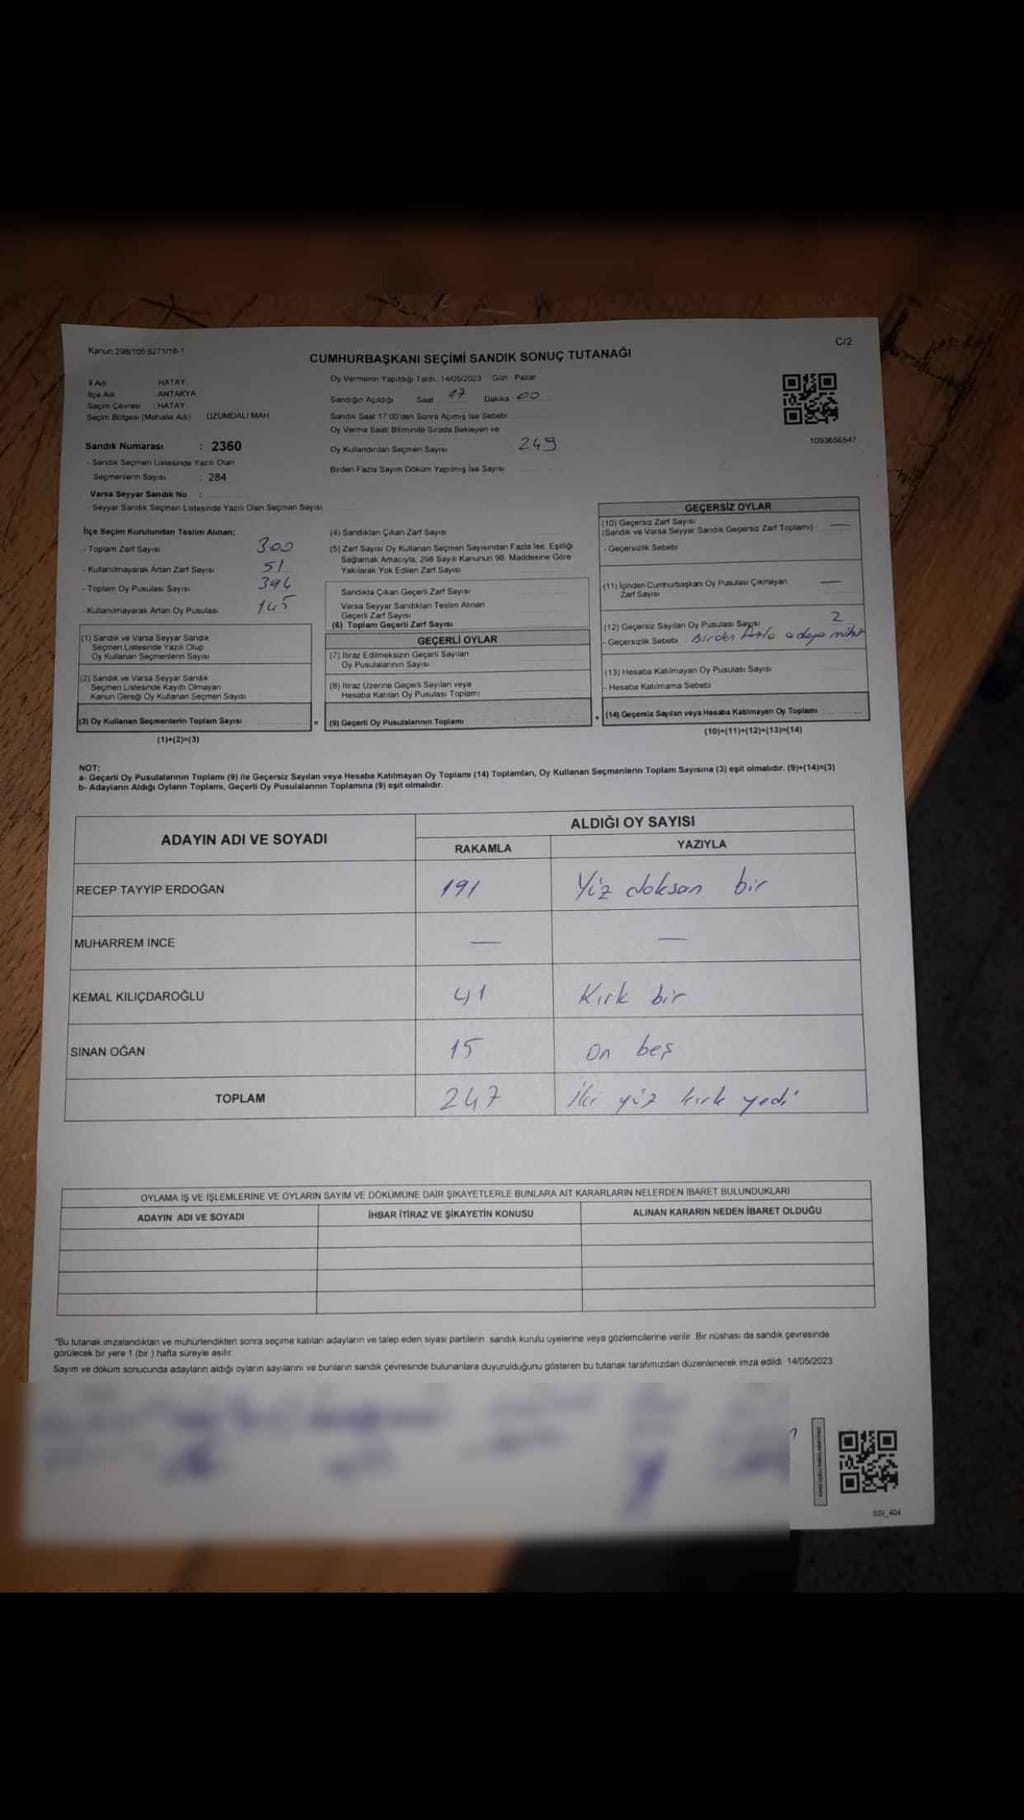 Kanun:298/105:6271/18-1
C/2
CUMHURBAŞKANI SEÇİMİ SANDIK SONUÇ TUTANAĞI
İl Adı : HATAY
İlçe Adı : ANTAKYA
Seçim Çevresi : HATAY
Seçim Bölgesi (Mahalle Adı) UZUMDALI MAH
Sandık Numarası : 2360
- Sandık Seçmen Listesinde Yazılı Olan
Seçmenlerin Sayısı : 284
Varsa Seyyar Sandık No :
- Seyyar Sandık Seçmen Listesinde Yazılı Olan Seçmen Sayısı
Oy Vermenin Yapıldığı Tarih : 14/05/2023 Gün : Pazar
Sandığın Açıldığı Saat 17 Dakika 00
Sandık Saat 17:00'den Sonra Açılmış İse Sebebi
Oy Verme Saati Bitiminde Sırada Bekleyen ve
Oy Kullandırılan Seçmen Sayısı 249
Birden Fazla Sayım Döküm Yapılmış İse Sayısı
1093656647
İlçe Seçim Kurulundan Teslim Alınan;
- Toplam Zarf Sayısı 300
- Kullanılmayarak Artan Zarf Sayısı 51
- Toplam Oy Pusulası Sayısı
- Kullanılmayarak Artan Oy Pusulası 145
(1) Sandık ve Varsa Seyyar Sandık
Seçmen Listesinde Yazılı Olup
Oy Kullanan Seçmenlerin Sayısı
(2) Sandık ve Varsa Seyyar Sandık
Seçmen Listesinde Kayıtlı Olmayan
Kanun Gereği Oy Kullanan Seçmen Sayısı
(3) Oy Kullanan Seçmenlerin Toplam Sayısı
(1)+(2)=(3)
=
(4) Sandıktan Çıkan Zarf Sayısı
(5) Zarf Sayısı Oy Kullanan Seçmen Sayısından Fazla İse, Eşitliği
Sağlamak Amacıyla, 298 Sayılı Kanunun 98. Maddesine Göre
Yakılarak Yok Edilen Zarf Sayısı
Sandıkta Çıkan Geçerli Zarf Sayısı
Varsa Seyyar Sandıktan Teslim Alınan
Geçerli Zarf Sayısı
(6) Toplam Geçerli Zarf Sayısı
GEÇERLİ OYLAR
(7) İtiraz Edilmeksizin Geçerli Sayılan
Oy Pusulalarının Sayısı
(8) İtiraz Üzerine Geçerli Sayılan veya
Hesaba Katılan Oy Pusulası Toplamı
(9) Geçerli Oy Pusulalarının Toplamı
+
GEÇERSİZ OYLAR
(10) Geçersiz Zarf Sayısı —
(Sandık ve Varsa Seyyar Sandık Geçersiz Zarf Toplamı)
- Geçersizlik Sebebi
(11) İçinden Cumhurbaşkanı Oy Pusulası Çıkmayan —
Zarf Sayısı
(12) Geçersiz Sayılan Oy Pusulası Sayısı 2
- Geçersizlik Sebebi Birden fazla adaya mühür
(13) Hesaba Katılmayan Oy Pusulası Sayısı
- Hesaba Katılmama Sebebi
(14) Geçersiz Sayılan veya Hesaba Katılmayan Oy Toplamı
(10)+(11)+(12)+(13)=(14)
NOT:
a- Geçerli Oy Pusulalarının Toplamı (9) ile Geçersiz Sayılan veya Hesaba Katılmayan Oy Toplamı (14) Toplamları, Oy Kullanan Seçmenlerin Toplam Sayısına (3) eşit olmalıdır. (9)+(14)=(3)
b- Adayların Aldığı Oyların Toplamı, Geçerli Oy Pusulalarının Toplamına (9) eşit olmalıdır.
ADAYIN ADI VE SOYADI
ALDIĞI OY SAYISI
RAKAMLA YAZIYLA
RECEP TAYYİP ERDOĞAN 191 Yüz doksan bir
MUHARREM İNCE — —
KEMAL KILIÇDAROĞLU 41 Kırk bir
SİNAN OĞAN 15 On beş
TOPLAM 247 İki yüz kırk yedi
OYLAMA İŞ VE İŞLEMLERİNE VE OYLARIN SAYIM VE DÖKÜMÜNE DAİR ŞİKAYETLERLE BUNLARA AİT KARARLARIN NELERDEN İBARET BULUNDUKLARI
ADAYIN ADI VE SOYADI İHBAR İTİRAZ VE ŞİKAYETİN KONUSU ALINAN KARARIN NEDEN İBARET OLDUĞU
*Bu tutanak imzalandıktan ve mühürlendikten sonra seçime katılan adayların ve talep eden siyasi partilerin sandık kurulu üyelerine veya gözlemcilerine verilir. Bir nüshası da sandık çevresinde
görülecek bir yere 1 (bir ) hafta süreyle asılır.
Sayım ve döküm sonucunda adayların aldığı oyların sayılarını ve bunların sandık çevresinde bulunanlara duyurulduğunu gösteren bu tutanak tarafımızdan düzenlenerek imza edildi. 14/05/2023